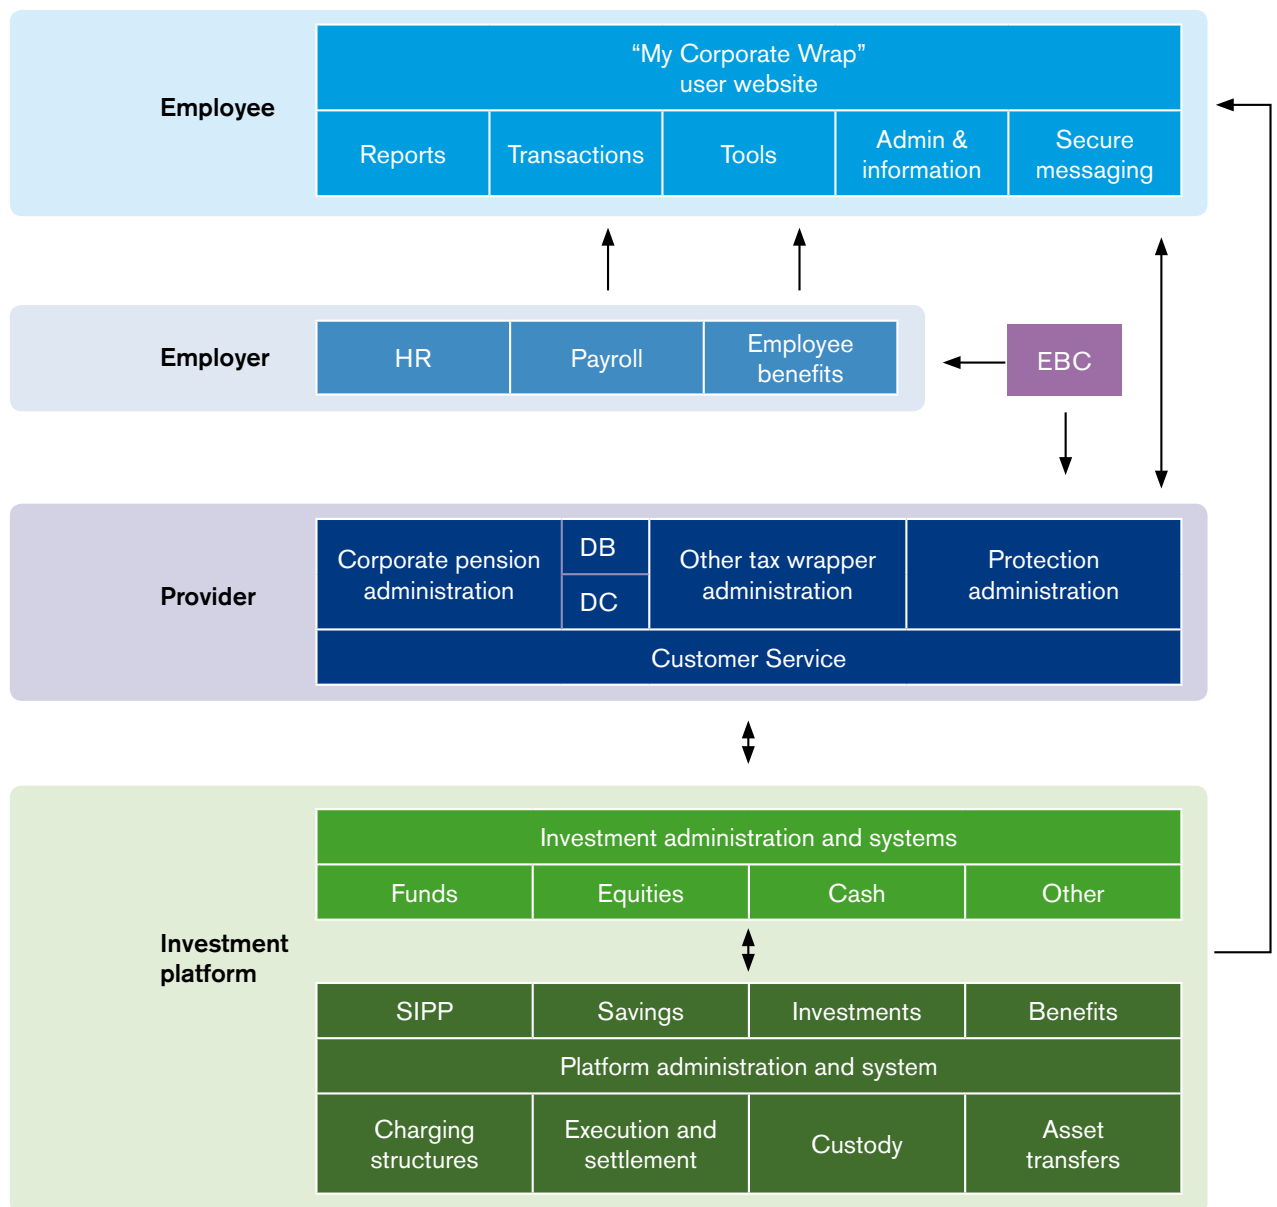 “My Corporate Wrap”
user website
Employee
Reports
Transactions
Tools
Admin &
information
Secure
messaging
Employer
HR
Payroll
Employee
benefits
EBC
Provider
Corporate pension
administration
DB
DC
Other tax wrapper
administration
Protection
administration
Customer Service
Investment
platform
Investment administration and systems
Funds
Equities
Cash
Other
SIPP
Savings
Investments
Benefits
Platform administration and system
Charging
structures
Execution and
settlement
Custody
Asset
transfers